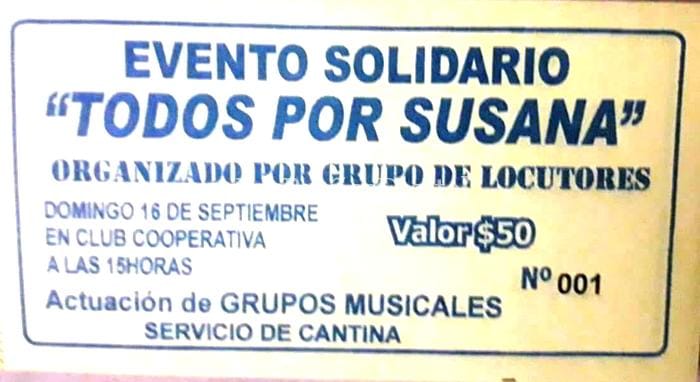 EVENTO SOLIDARIO
"TODOS POR SUSANA"
ORGANIZADO POR GRUPO DE LOCUTORES
DOMINGO 16 DE SEPTIEMBRE
EN CLUB COOPERATIVA
A LAS 15HORAS
Valor $50
Nº 001
Actuación de GRUPOS MUSICALES
SERVICIO DE CANTINA